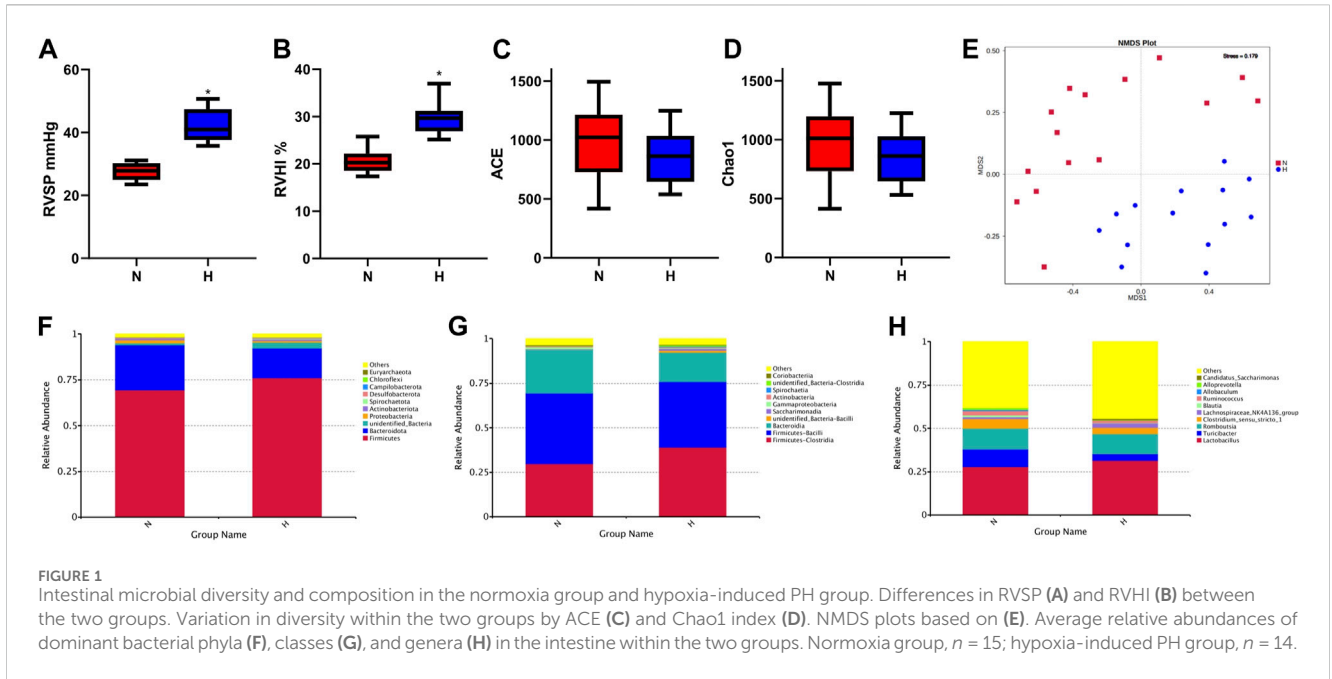 A
RVSP mmHg
60
40
20
0
*
N
H
B
RVHI %
40
30
20
10
0
*
N
H
C
ACE
1500
1000
500
0
N
H
D
Chao1
1500
1000
500
0
N
H
E
NMDS Plot
Stress = 0.179
MDS2
0.50
0.25
0.00
-0.25
-0.4
0.0
0.4
MDS1
N
H
F
Relative Abundance
1
0.75
0.5
0.25
0
N
H
Group Name
Others
Euryarchaeota
Chloroflexi
Campilobacterota
Desulfobacterota
Spirochaetota
Actinobacteriota
Proteobacteria
unidentified_Bacteria
Bacteroidota
Firmicutes
G
Relative Abundance
1
0.75
0.5
0.25
0
N
H
Group Name
Others
Coriobacteriia
unidentified_Bacteria-Clostridia
Spirochaetia
Actinobacteria
Gammaproteobacteria
Saccharimonadia
unidentified_Bacteria-Bacilli
Bacteroidia
Firmicutes-Bacilli
Firmicutes-Clostridia
H
Relative Abundance
1
0.75
0.5
0.25
0
N
H
Group Name
Others
Candidatus_Saccharimonas
Alloprevotella
Allobaculum
Ruminococcus
Blautia
Lachnospiraceae_NK4A136_group
Clostridium_sensu_stricto_1
Romboutsia
Turicibacter
Lactobacillus
FIGURE 1
Intestinal microbial diversity and composition in the normoxia group and hypoxia-induced PH group. Differences in RVSP (A) and RVHI (B) between
the two groups. Variation in diversity within the two groups by ACE (C) and Chao1 index (D). NMDS plots based on (E). Average relative abundances of
dominant bacterial phyla (F), classes (G), and genera (H) in the intestine within the two groups. Normoxia group, n = 15; hypoxia-induced PH group, n = 14.